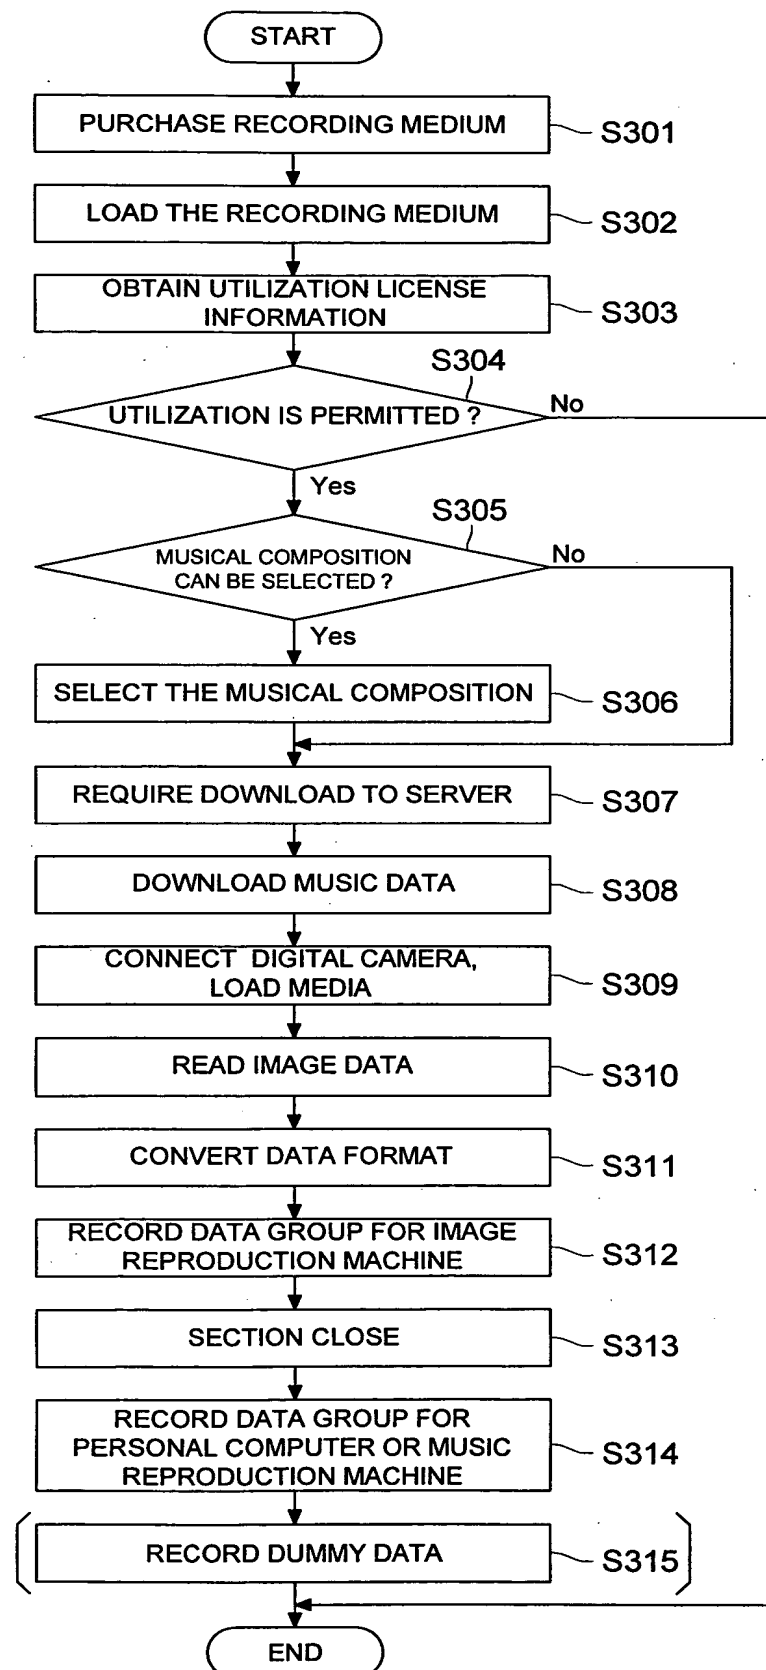 START
PURCHASE RECORDING MEDIUM
S301
LOAD THE RECORDING MEDIUM
S302
OBTAIN UTILIZATION LICENSE
INFORMATION
S303
S304
UTILIZATION IS PERMITTED ?
No
Yes
S305
MUSICAL COMPOSITION
CAN BE SELECTED ?
No
Yes
SELECT THE MUSICAL COMPOSITION
S306
REQUIRE DOWNLOAD TO SERVER
S307
DOWNLOAD MUSIC DATA
S308
CONNECT DIGITAL CAMERA,
LOAD MEDIA
S309
READ IMAGE DATA
S310
CONVERT DATA FORMAT
S311
RECORD DATA GROUP FOR IMAGE
REPRODUCTION MACHINE
S312
SECTION CLOSE
S313
RECORD DATA GROUP FOR
PERSONAL COMPUTER OR MUSIC
REPRODUCTION MACHINE
S314
RECORD DUMMY DATA
S315
END